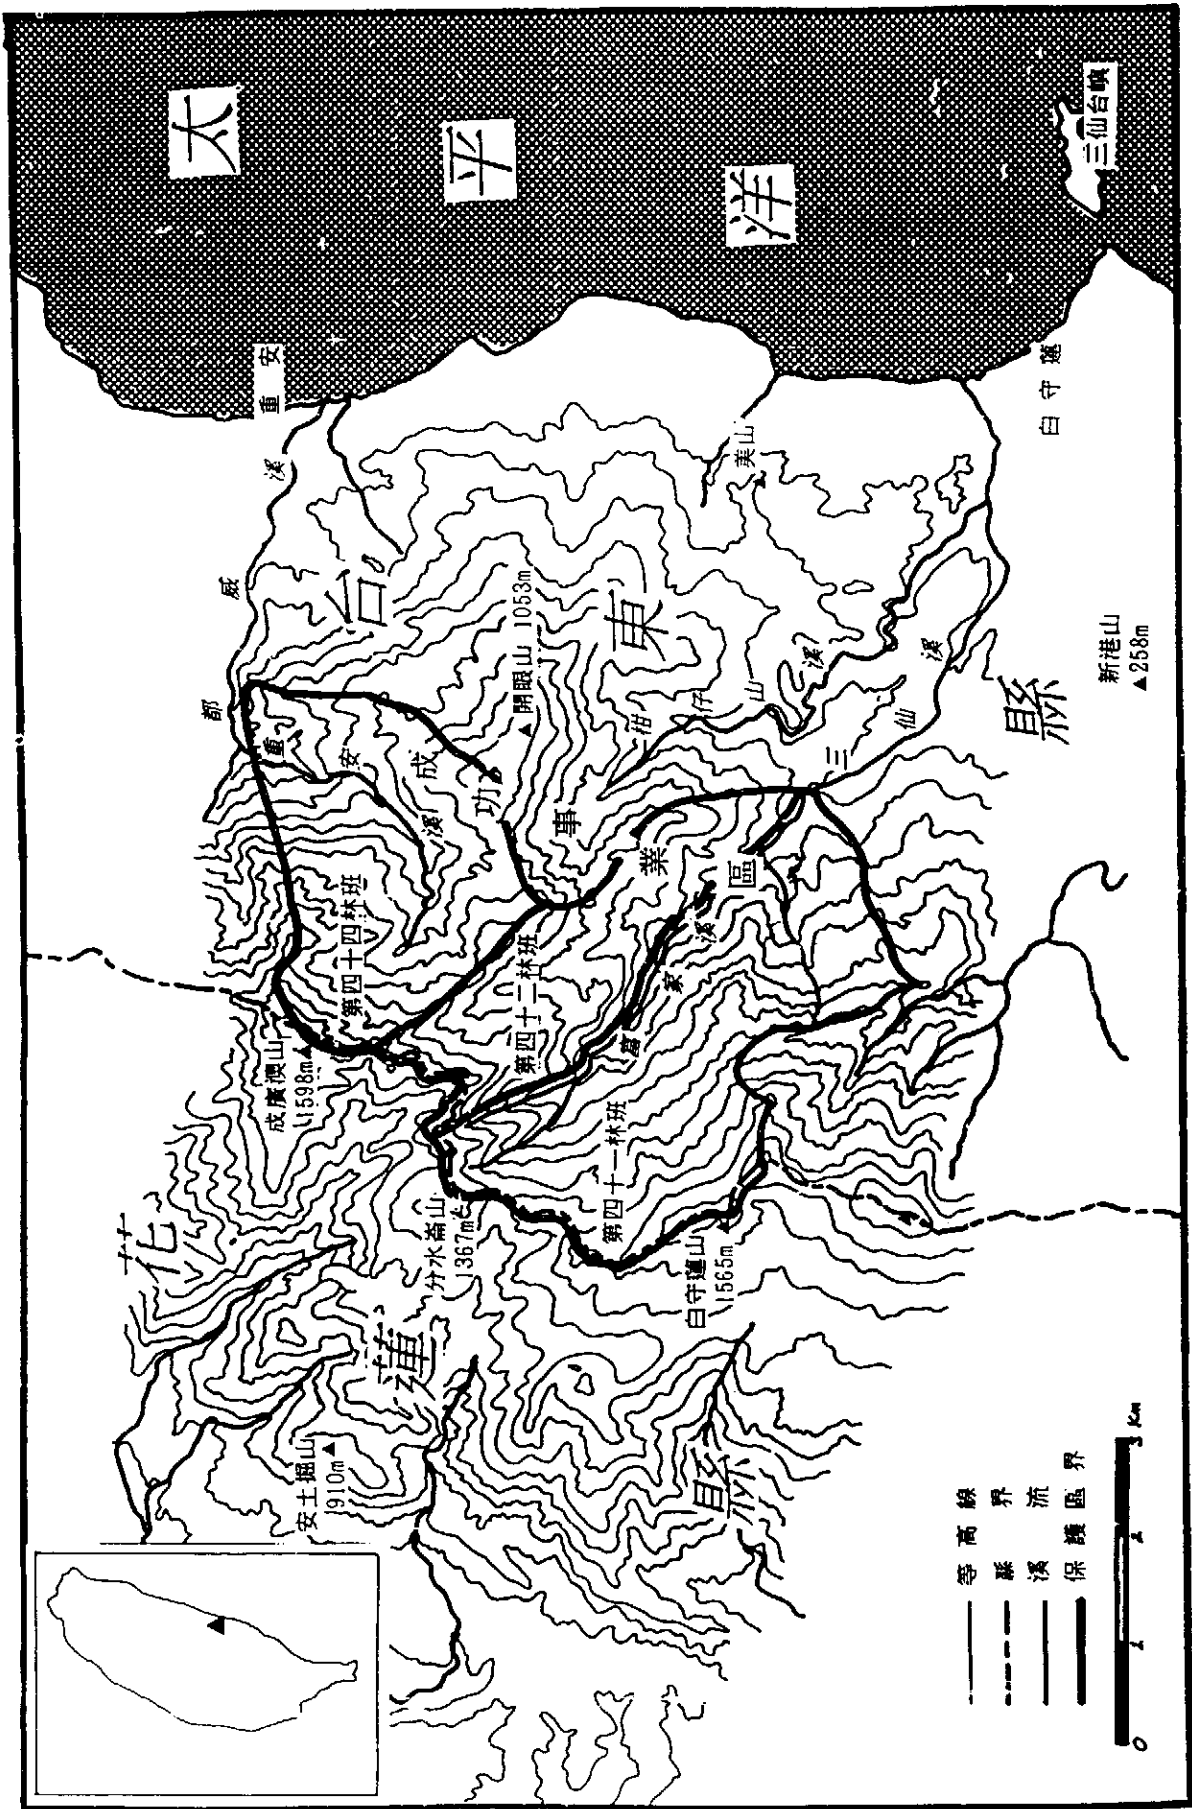 太平洋
三仙台嶼
重安
白守蓮
都威溪
台東縣
花蓮縣
美山
開眼山 1053m
重安溪
成功事業區
柑仔山溪
三仙溪
新港山
258m
第四十四林班
第四十二林班
第四十一林班
富家溪
成廣澳山
1598m
分水崙山
1367m
白守蓮山
1565m
安土掘山
1910m
等高線
縣界
溪流
保護區界
0 1 2 3 Km